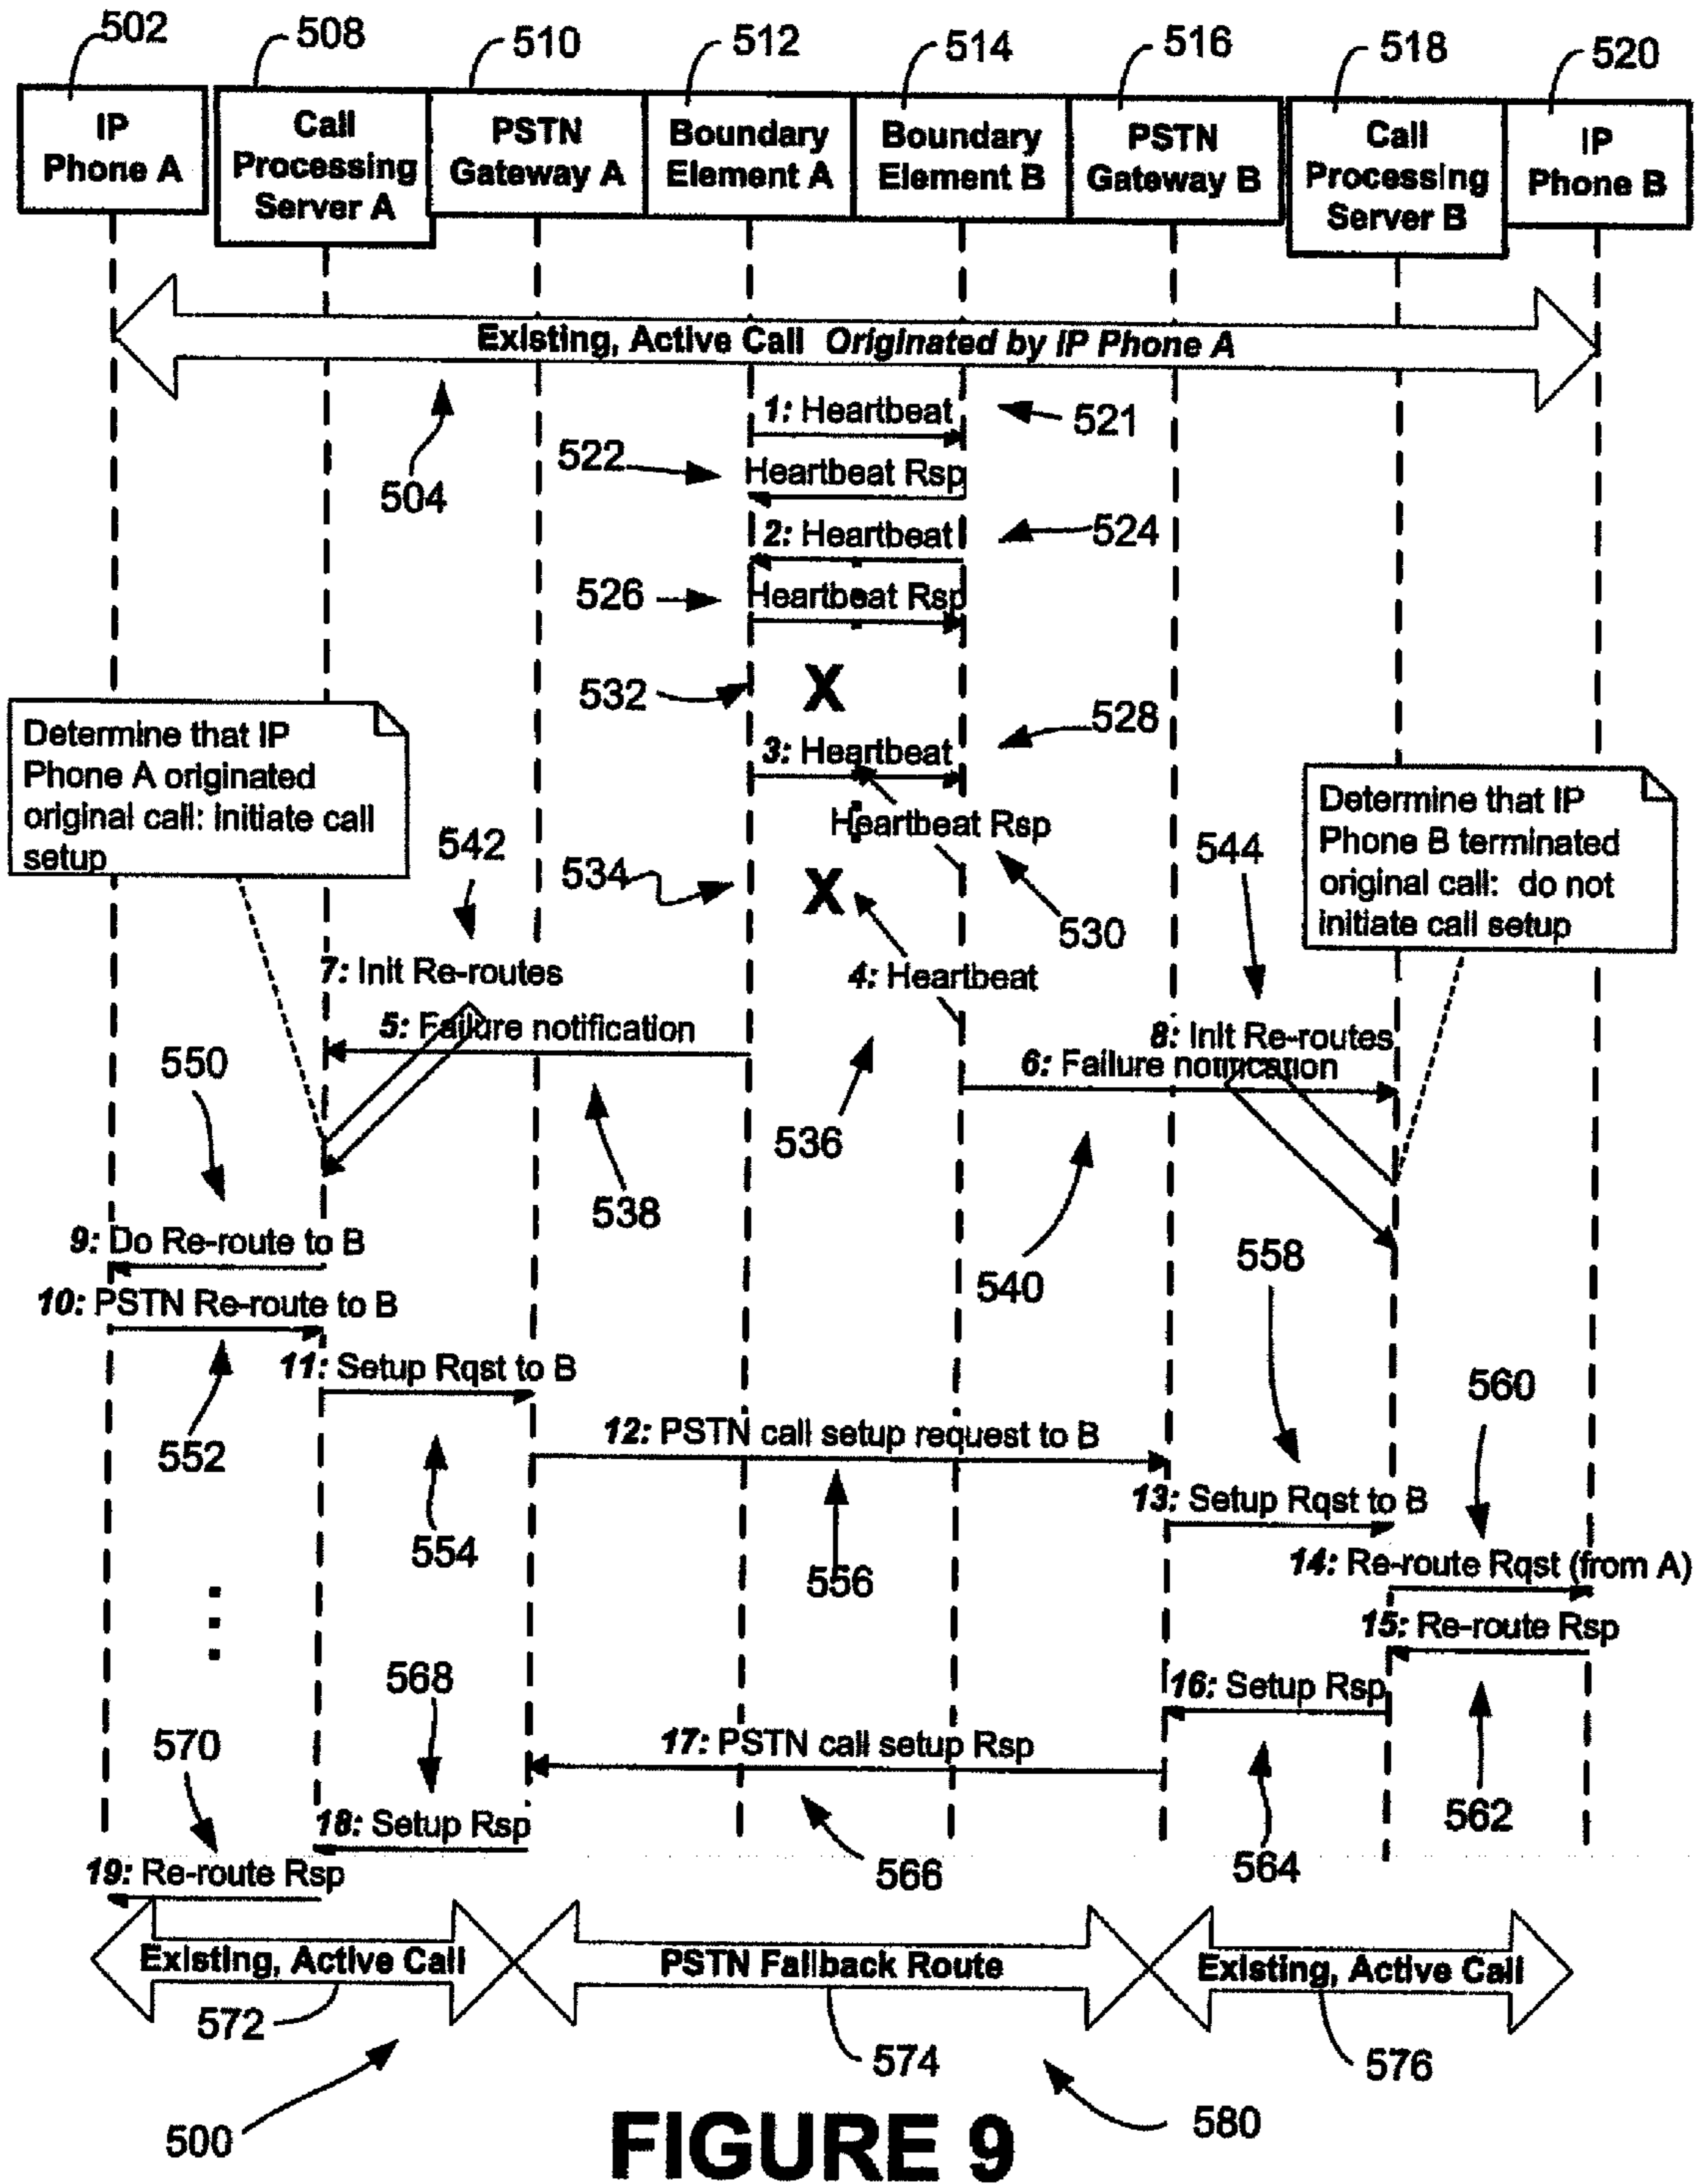 502
508
510
512
514
516
518
520
IP
Phone A
Call
Processing
Server A
PSTN
Gateway A
Boundary
Element A
Boundary
Element B
PSTN
Gateway B
Call
Processing
Server B
IP
Phone B
Existing, Active Call Originated by IP Phone A
504
1: Heartbeat
521
522
Heartbeat Rsp
2: Heartbeat
524
526
Heartbeat Rsp
532
X
528
3: Heartbeat
Heartbeat Rsp
530
Determine that IP
Phone A originated
original call: initiate call
setup
Determine that IP
Phone B terminated
original call: do not
initiate call setup
542
534
X
544
7: Init Re-routes
4: Heartbeat
5: Failure notification
8: Init Re-routes
6: Failure notification
550
536
538
540
558
9: Do Re-route to B
10: PSTN Re-route to B
552
11: Setup Rqst to B
554
12: PSTN call setup request to B
556
560
13: Setup Rqst to B
14: Re-route Rqst (from A)
15: Re-route Rsp
562
568
16: Setup Rsp
564
570
17: PSTN call setup Rsp
566
18: Setup Rsp
19: Re-route Rsp
Existing, Active Call
PSTN Fallback Route
Existing, Active Call
572
574
576
500
580
FIGURE 9